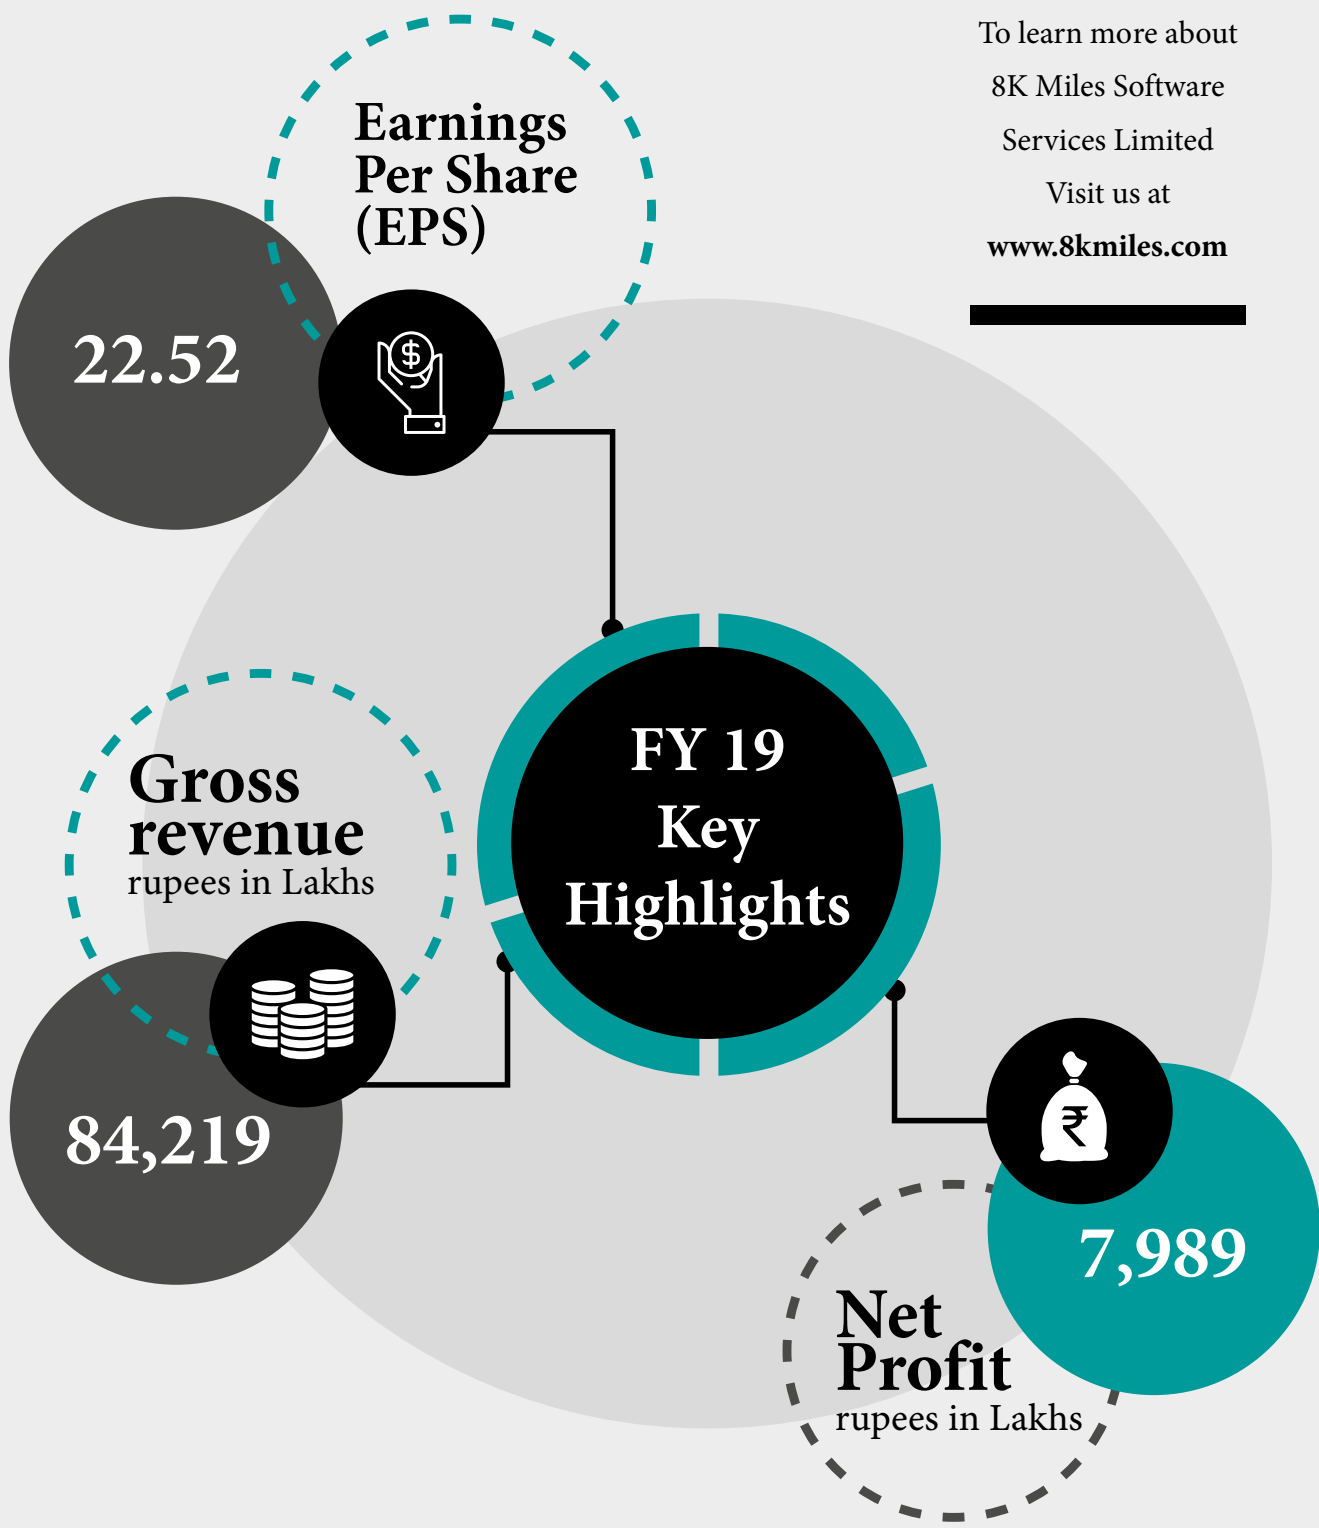 To learn more about
8K Miles Software
Services Limited
Visit us at
www.8kmiles.com
Earnings
Per Share
(EPS)
22.52
$
FY 19
Key
Highlights
Gross
revenue
rupees in Lakhs
84,219
₹
7,989
Net
Profit
rupees in Lakhs